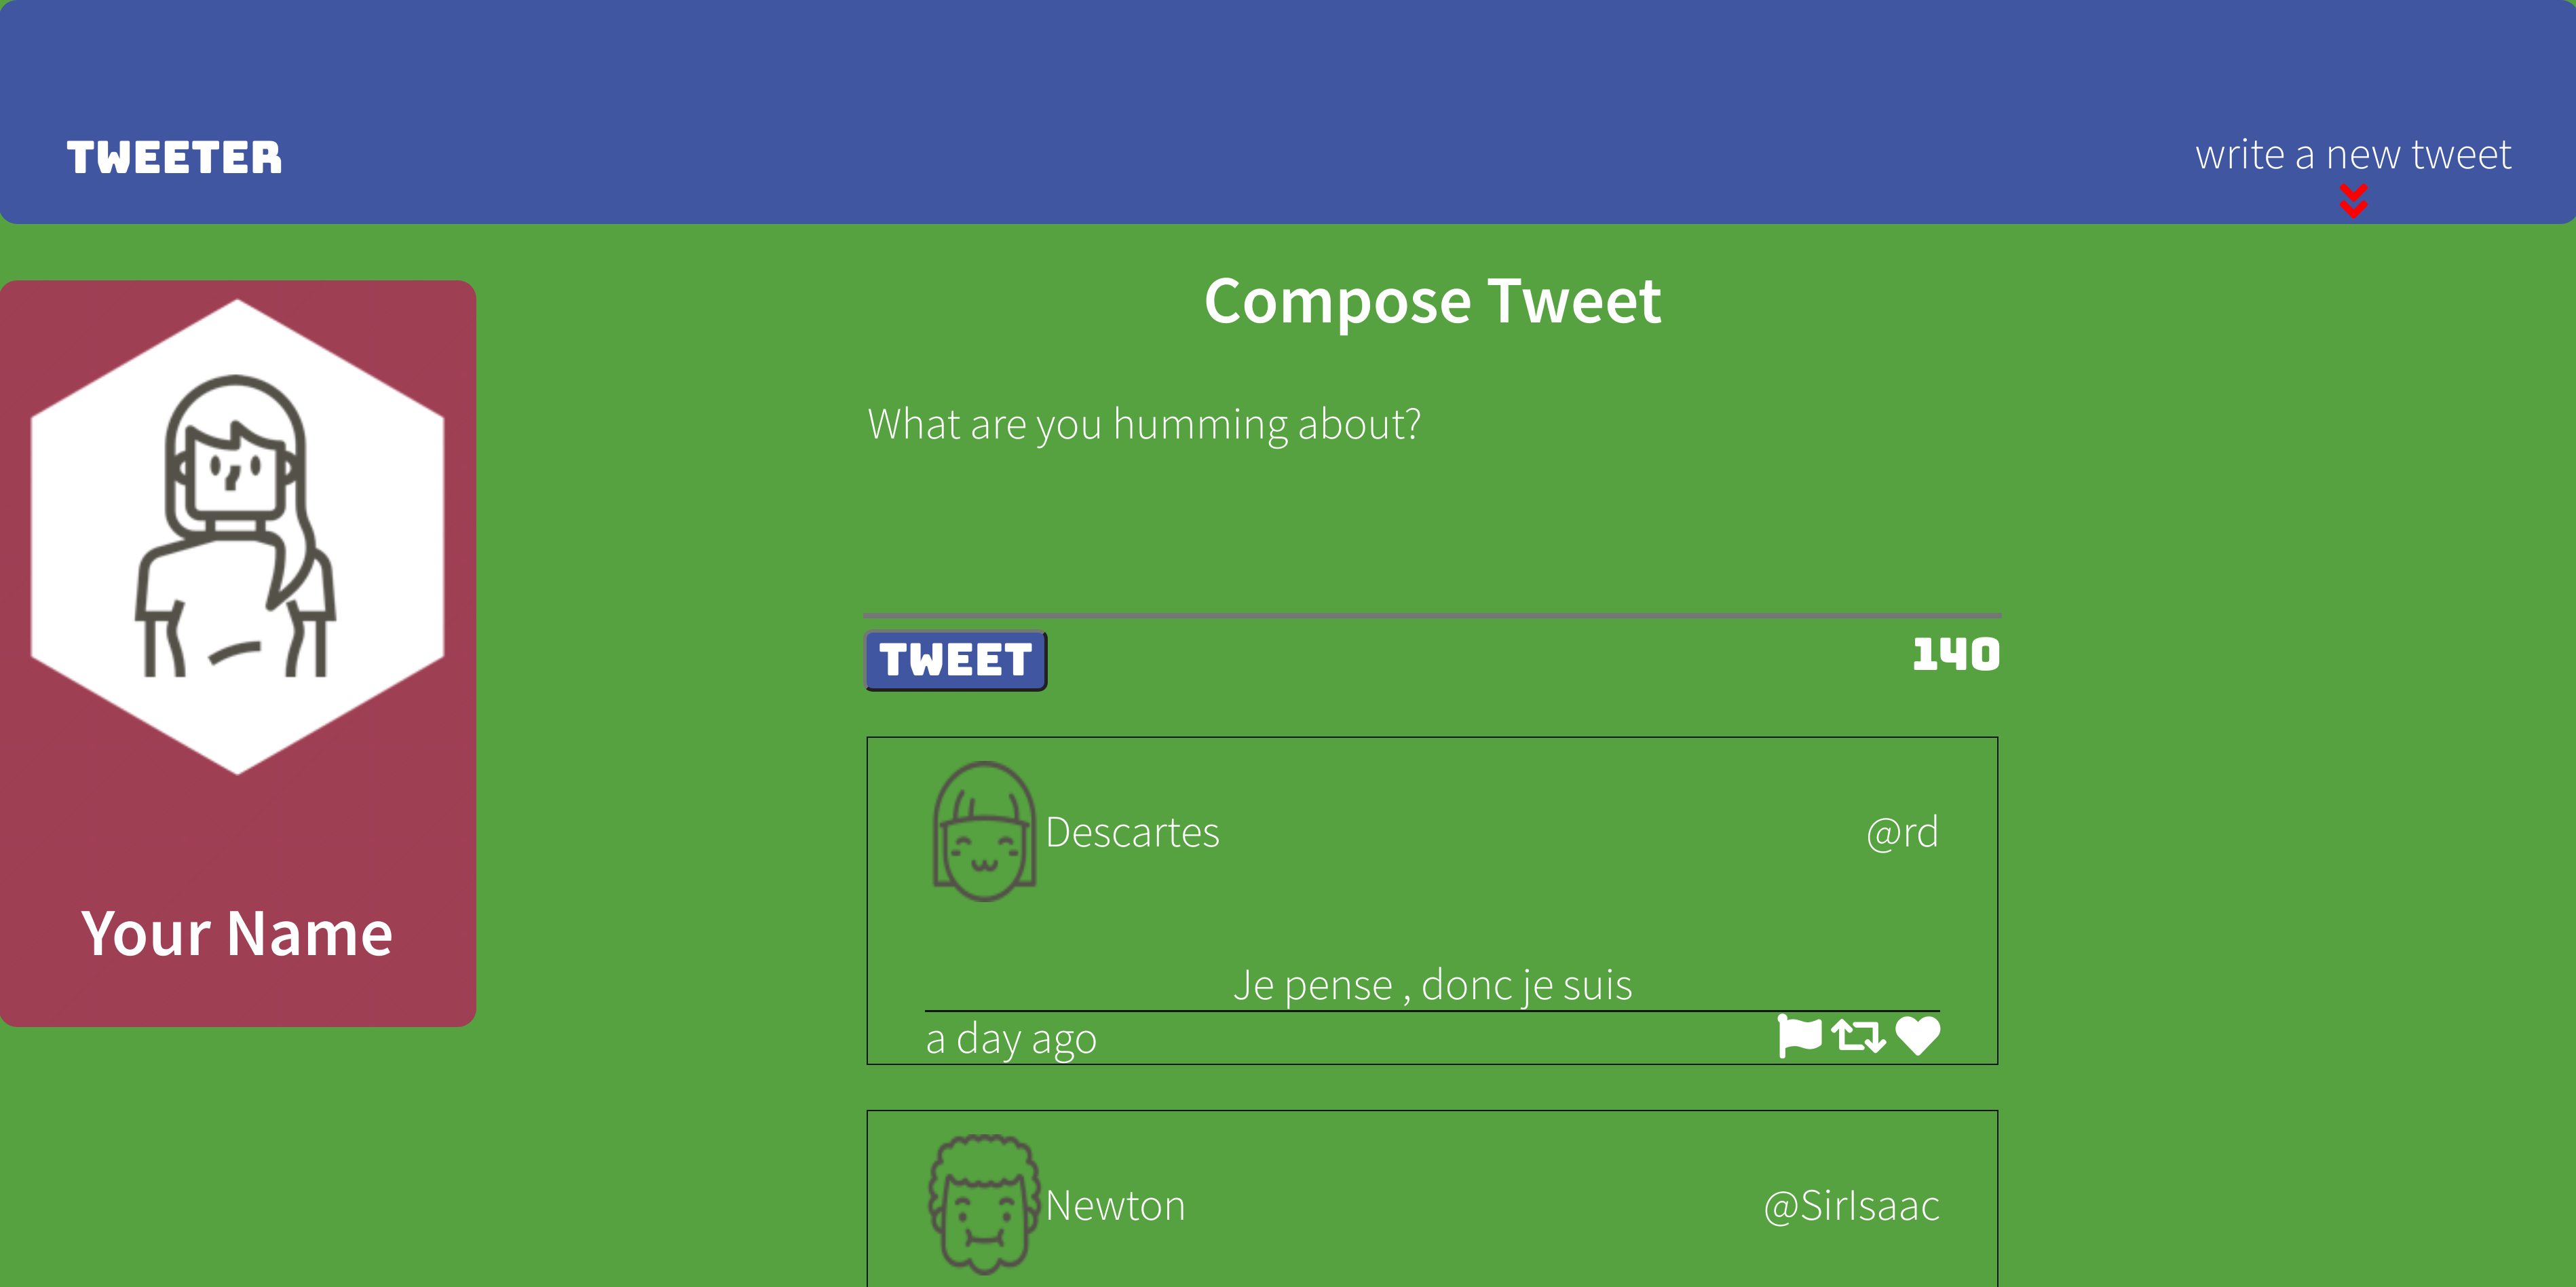 TWEETER
write a new tweet
Compose Tweet
What are you humming about?
TWEET
140
Your Name
Descartes
@rd
Je pense , donc je suis
a day ago
Newton
@SirIsaac